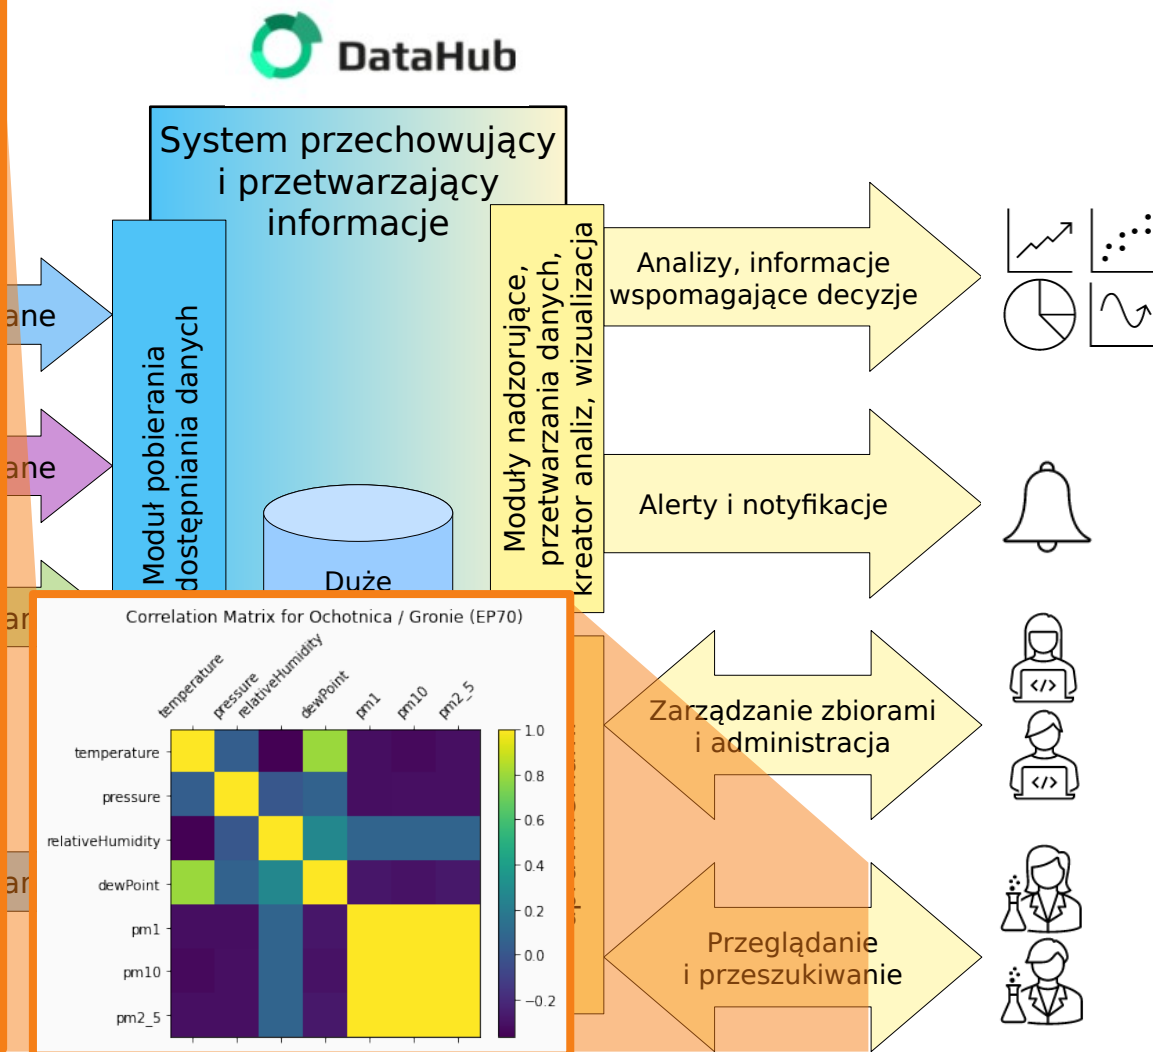 DataHub
System przechowujący
i przetwarzający
informacje
ane
ane
Moduł pobierania
dostępniania danych
Duże
Moduły nadzorujące,
przetwarzania danych,
kreator analiz, wizualizacja
Analizy, informacje
wspomagające decyzje
Alerty i notyfikacje
Zarządzanie zbiorami
i administracja
Przeglądanie
i przeszukiwanie
Correlation Matrix for Ochotnica / Gronie (EP70)
temperature
pressure
relativeHumidity
dewPoint
pm1
pm10
pm2_5
temperature
pressure
relativeHumidity
dewPoint
pm1
pm10
pm2_5
1.0
0.8
0.6
0.4
0.2
0.0
−0.2